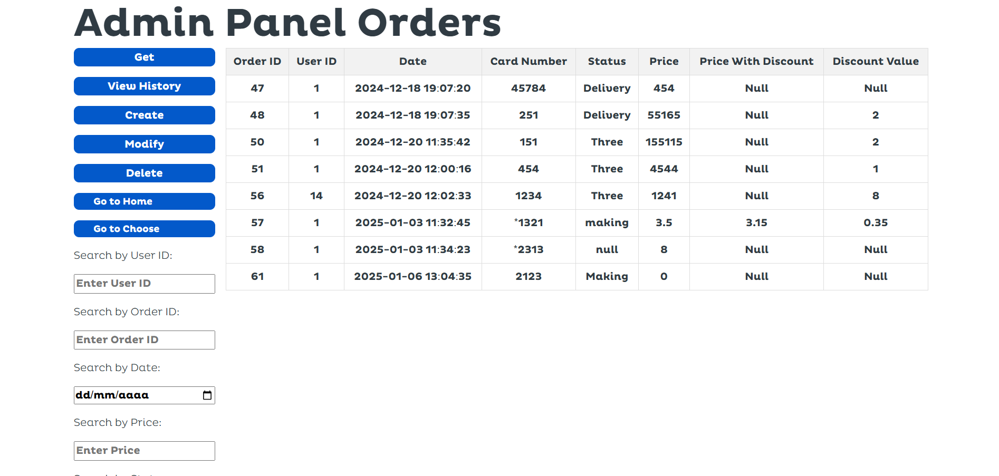 Admin Panel Orders
Get
View History
Create
Modify
Delete
Go to Home
Go to Choose
Search by User ID:
Enter User ID
Search by Order ID:
Enter Order ID
Search by Date:
dd/mm/aaaa
Search by Price:
Enter Price
Order ID User ID Date Card Number Status Price Price With Discount Discount Value
47 1 2024-12-18 19:07:20 45784 Delivery 454 Null Null
48 1 2024-12-18 19:07:35 251 Delivery 55165 Null 2
50 1 2024-12-20 11:35:42 151 Three 155115 Null 2
51 1 2024-12-20 12:00:16 454 Three 4544 Null 1
56 14 2024-12-20 12:02:33 1234 Three 1241 Null 8
57 1 2025-01-03 11:32:45 *1321 making 3.5 3.15 0.35
58 1 2025-01-03 11:34:23 *2313 null 8 Null Null
61 1 2025-01-06 13:04:35 2123 Making 0 Null Null